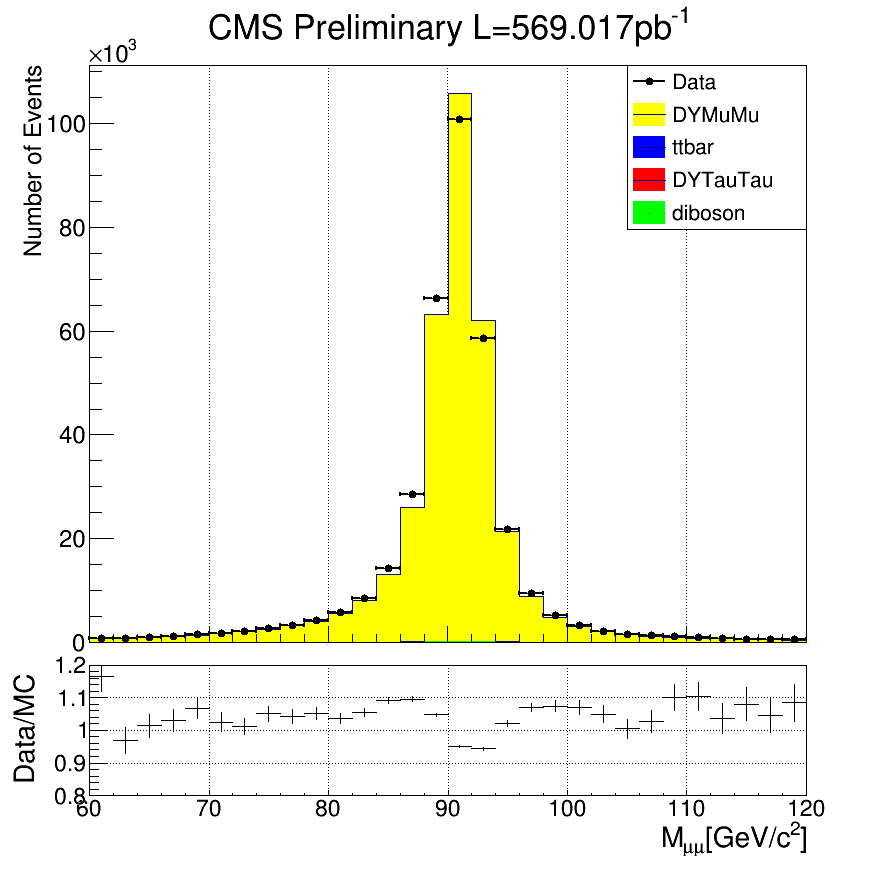 CMS Preliminary L=569.017pb⁻¹
×10³
Number of Events
100
80
60
40
20
0
Data
DYMuMu
ttbar
DYTauTau
diboson
Data/MC
1.2
1.1
1
0.9
0.8
60 70 80 90 100 110 120
M_μμ[GeV/c²]